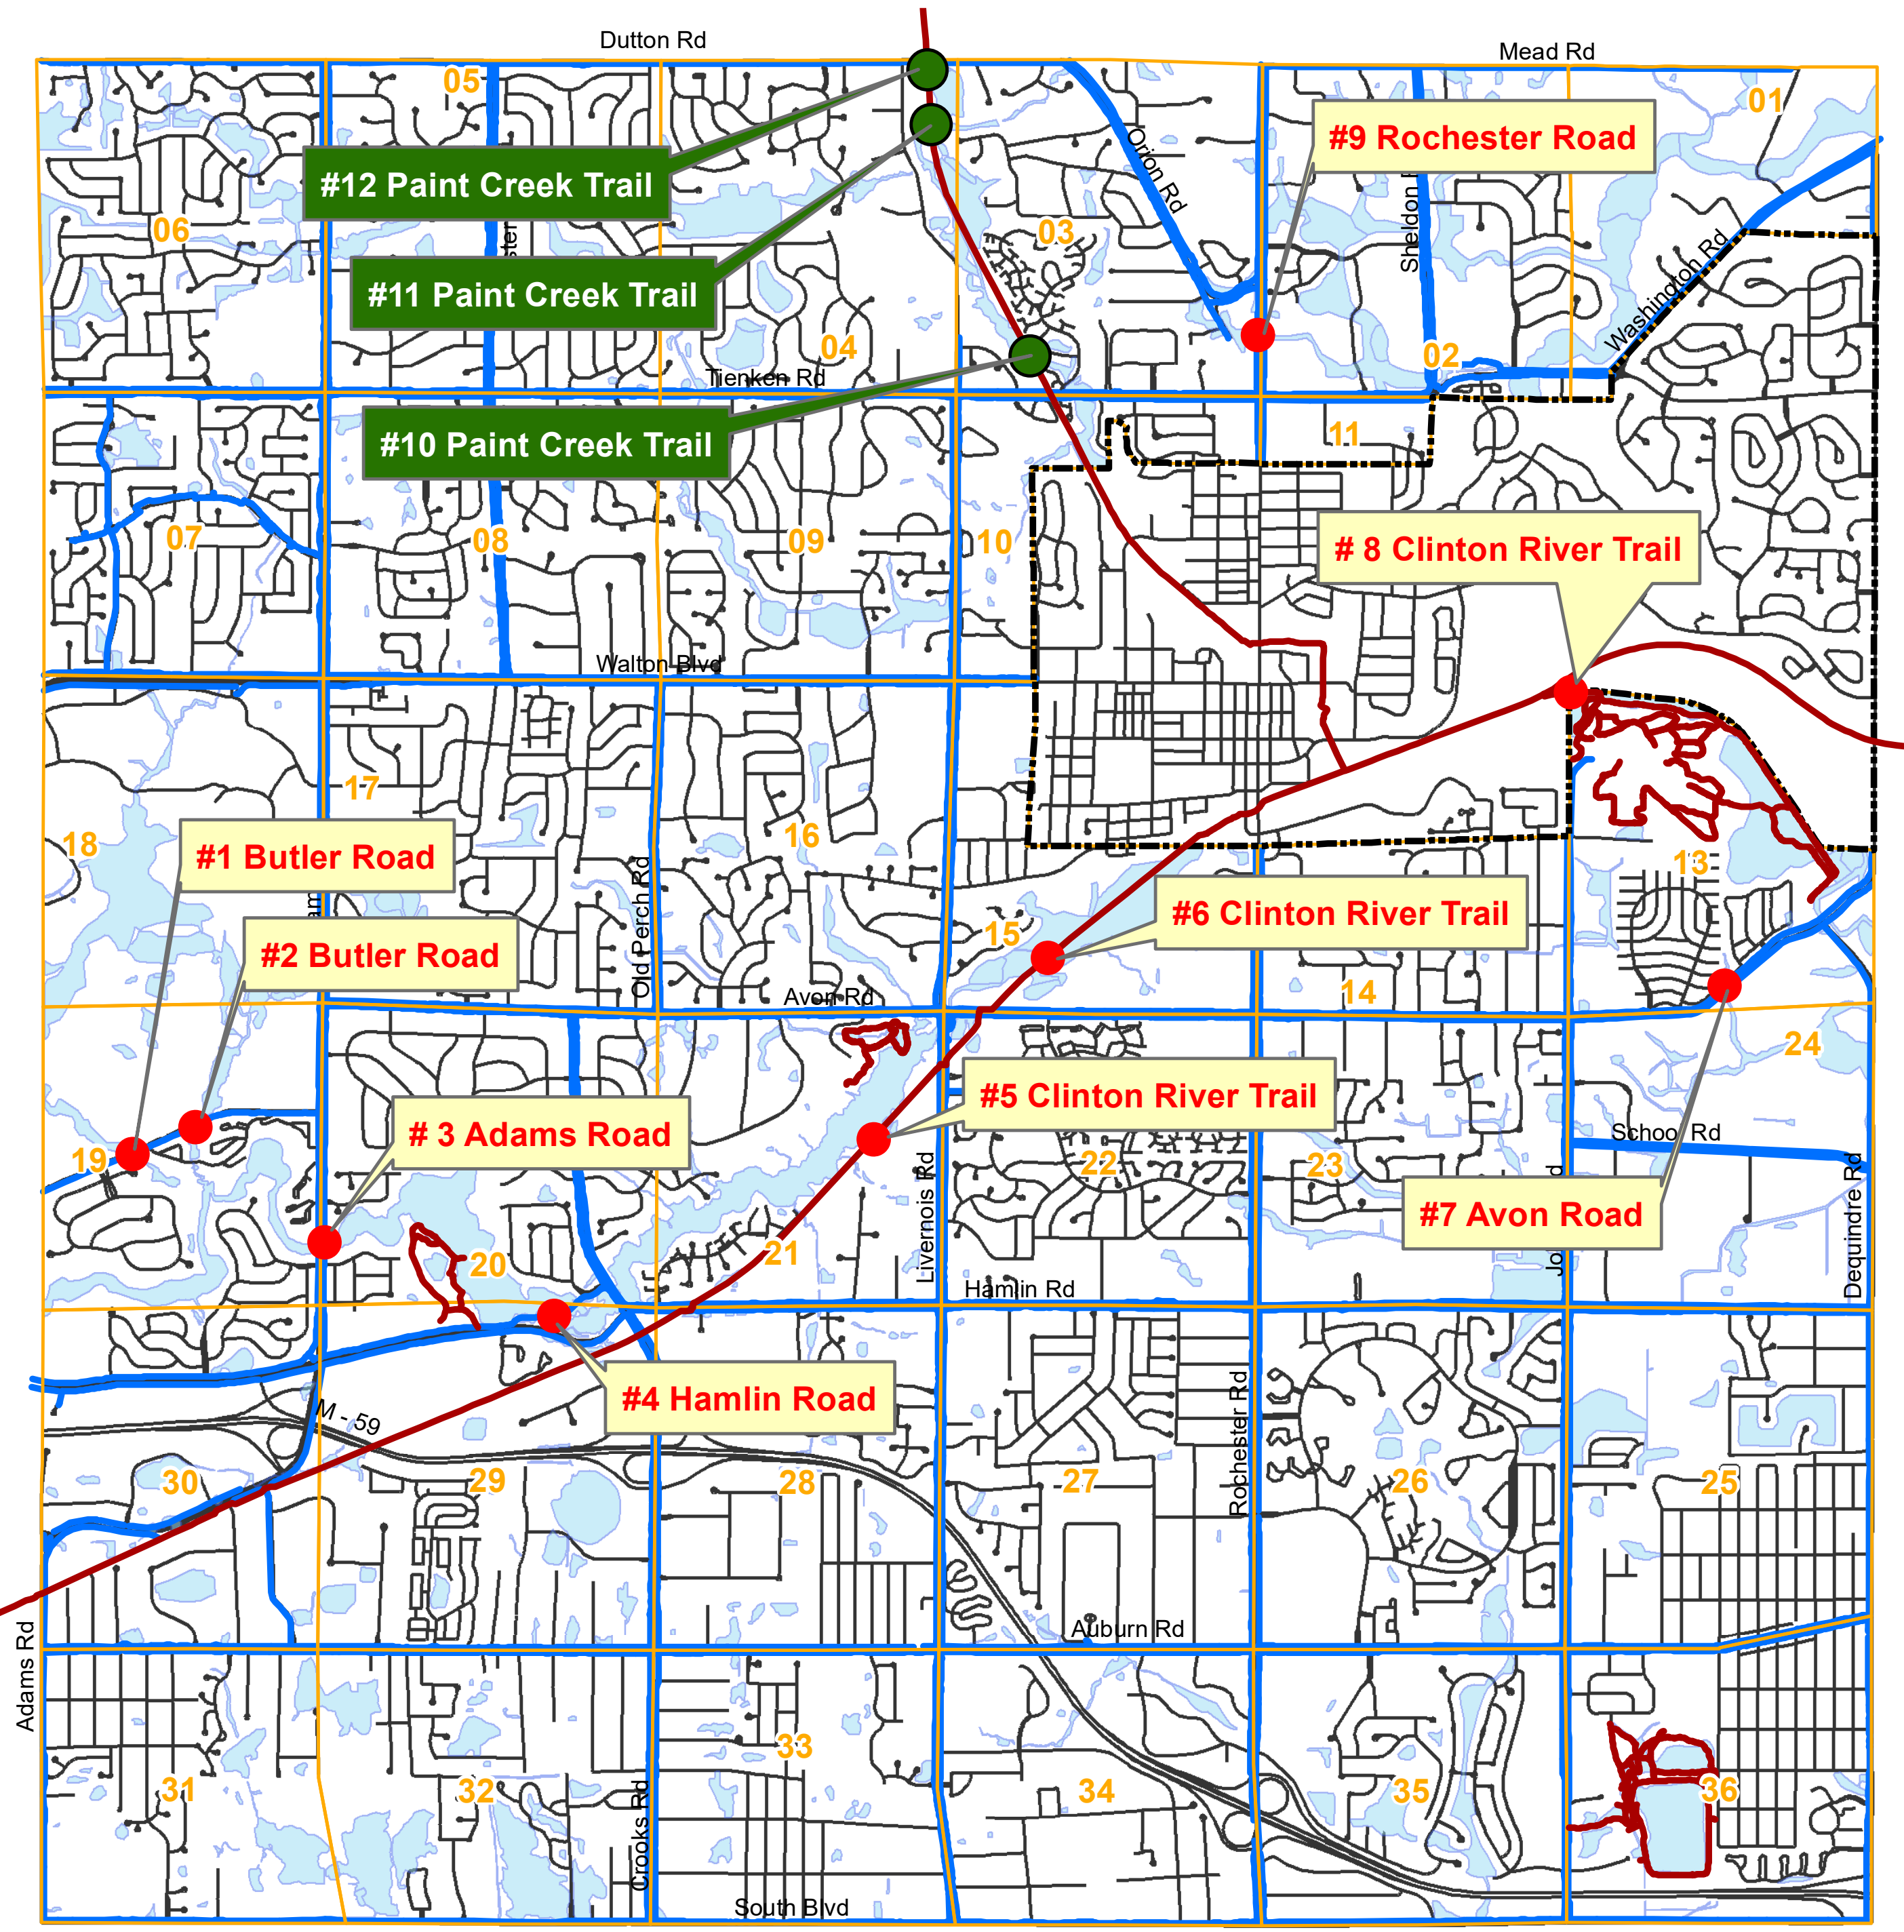 Dutton Rd
Mead Rd
05
01
#9 Rochester Road
Orion Rd
#12 Paint Creek Trail
Sheldon
06
ster
03
Washington Rd
#11 Paint Creek Trail
04
02
Tienken Rd
11
#10 Paint Creek Trail
07
08
09
10
# 8 Clinton River Trail
Walton Blvd
17
18
16
#1 Butler Road
13
Old Perch Rd
am
#6 Clinton River Trail
15
#2 Butler Road
14
Avon Rd
24
#5 Clinton River Trail
# 3 Adams Road
School Rd
19
22
23
Livernois Rd
Dequindre Rd
#7 Avon Road
Jo
d
20
21
Hamlin Rd
#4 Hamlin Road
M - 59
Rochester Rd
30
29
28
27
26
25
Auburn Rd
Adams Rd
33
31
32
34
35
36
Crooks Rd
South Blvd